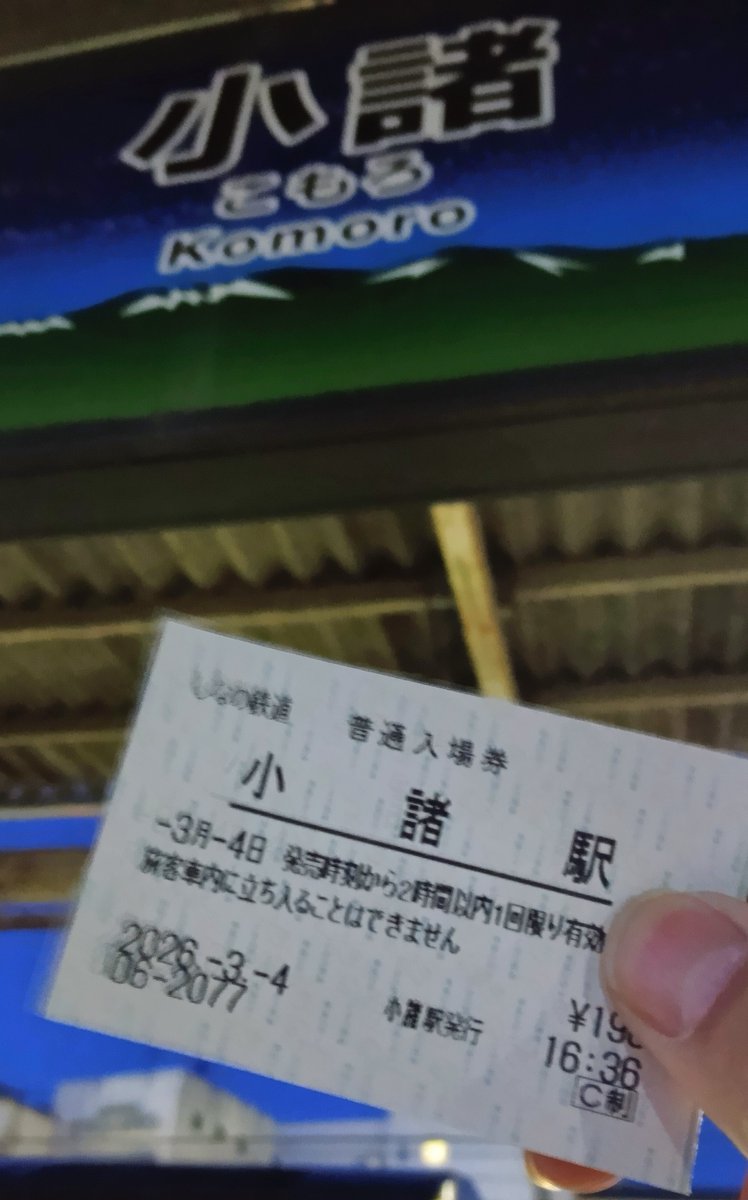 小諸
こもろ
Komoro
しなの鉄道 普通入場券
小諸駅
-3月-4日 発売時刻から2時間以内1回限り有効
旅客車内に立ち入ることはできません
2026.-3.-4
06-2077
小諸駅発行
¥19
16:36
C制